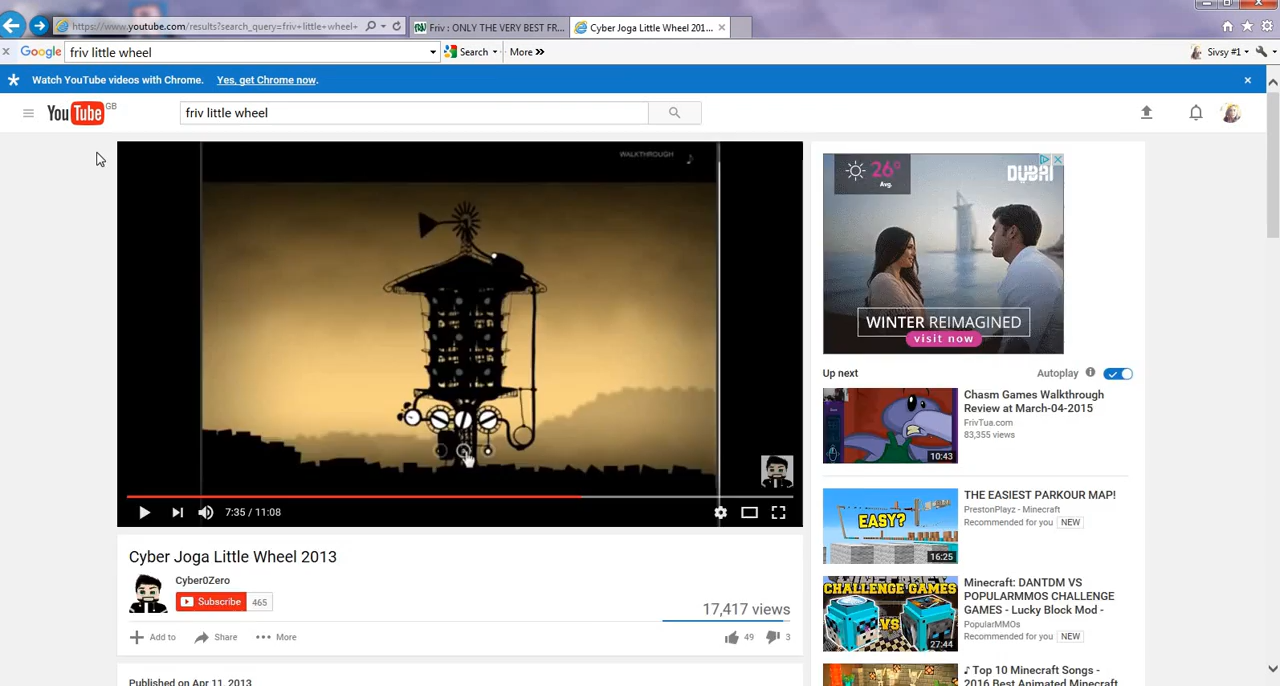 https://www.youtube.com/results?search_query=friv+little+wheel+
Friv : ONLY THE VERY BEST FR...
Cyber Joga Little Wheel 201...
Google
friv little wheel
Search
More »
Sivsy #1
Watch YouTube videos with Chrome.
Yes, get Chrome now.
YouTube GB
friv little wheel
WALKTHROUGH
7:35 / 11:08
26°
Avg.
DUBAI
WINTER REIMAGINED
visit now
Up next
Autoplay
Chasm Games Walkthrough
Review at March-04-2015
FrivTua.com
83,355 views
10:43
THE EASIEST PARKOUR MAP!
PrestonPlayz - Minecraft
Recommended for you NEW
EASY?
16:25
Minecraft: DANTDM VS
POPULARMMOS CHALLENGE
GAMES - Lucky Block Mod -
PopularMMOs
Recommended for you NEW
CHALLENGE
GAMES
VS
27:44
♪ Top 10 Minecraft Songs -
2016 Best Animated Minecraft
Cyber Joga Little Wheel 2013
Cyber0Zero
Subscribe
465
17,417 views
Add to
Share
More
49
3
Published on Apr 11, 2013